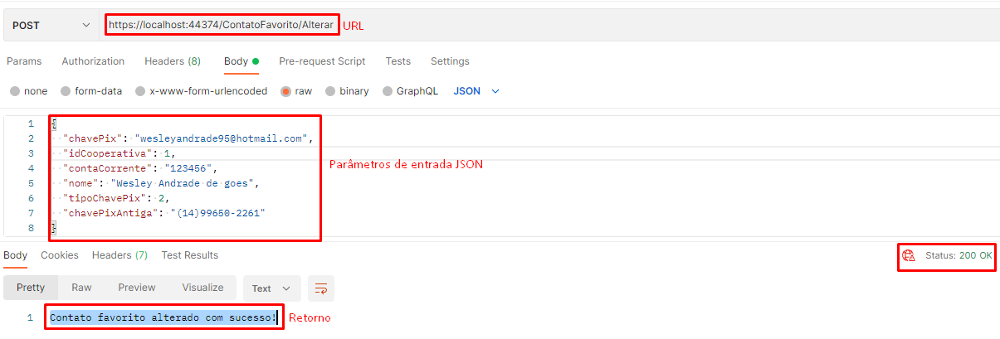 POST
https://localhost:44374/ContatoFavorito/Alterar
URL
Params Authorization Headers (8) Body Pre-request Script Tests Settings
none form-data x-www-form-urlencoded raw binary GraphQL JSON
1 {
2 "chavePix": "wesleyandrade95@hotmail.com",
3 "idCooperativa": 1,
4 "contaCorrente": "123456",
Parâmetros de entrada JSON
5 "nome": "Wesley Andrade de goes",
6 "tipoChavePix": 2,
7 "chavePixAntiga": "(14)99650-2261"
8 }
Body Cookies Headers (7) Test Results
Status: 200 OK
Pretty Raw Preview Visualize Text
1 Contato favorito alterado com sucesso!
Retorno